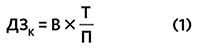 ДЗк = В × Т/П (1)